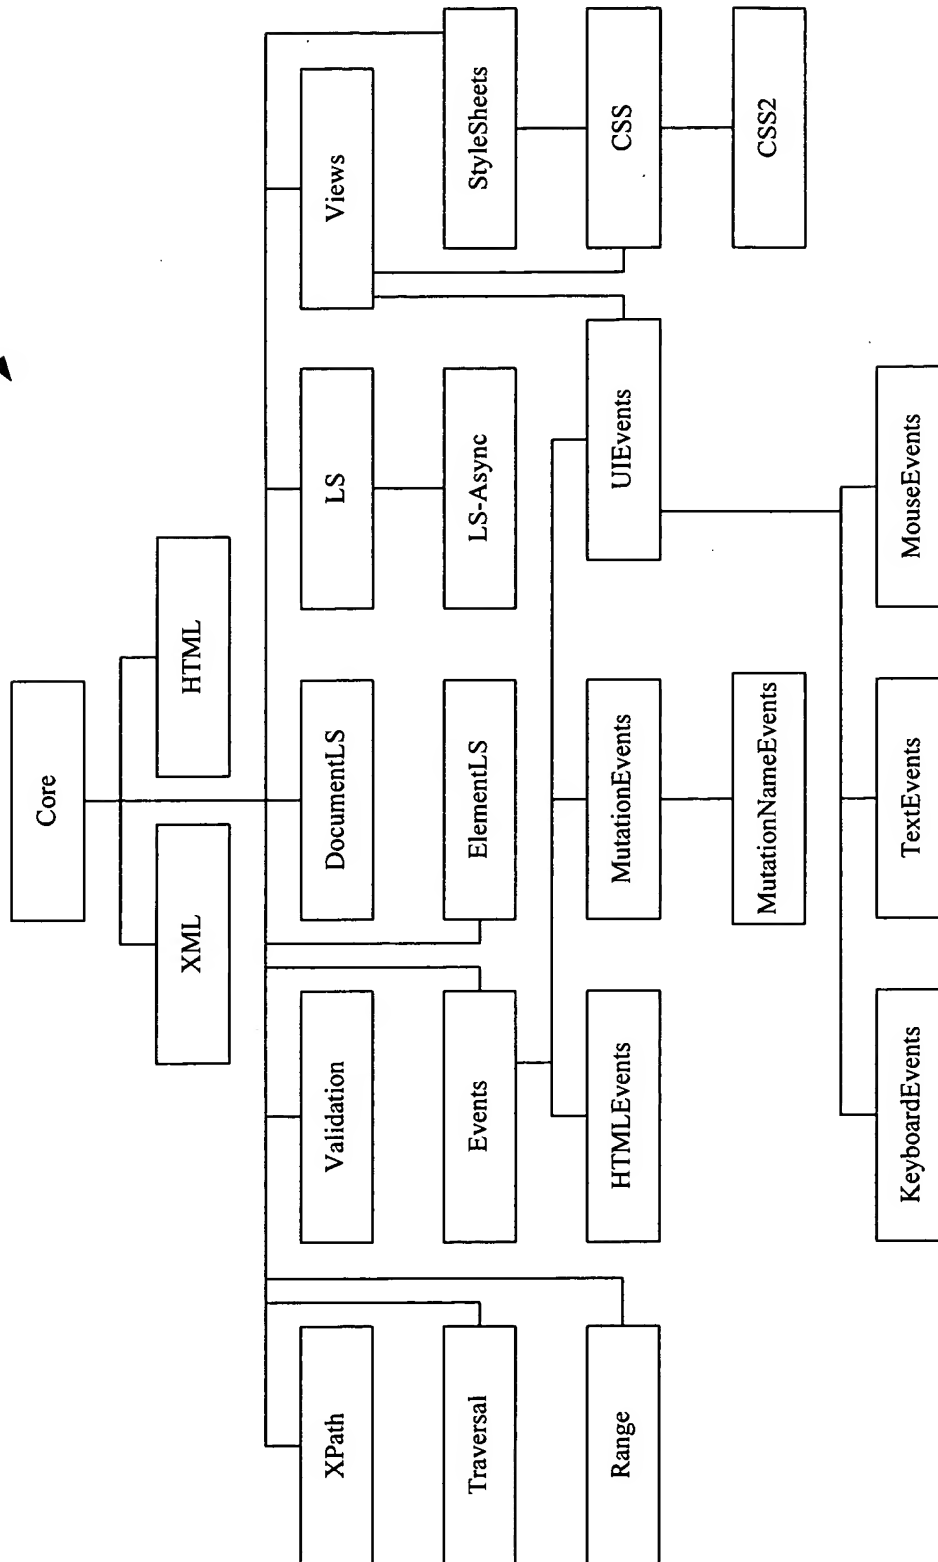 Core
XML
HTML
XPath
Validation
DocumentLS
LS
Views
Traversal
Events
ElementLS
LS-Async
StyleSheets
Range
HTMLEvents
MutationEvents
UIEvents
CSS
MutationNameEvents
CSS2
KeyboardEvents
TextEvents
MouseEvents